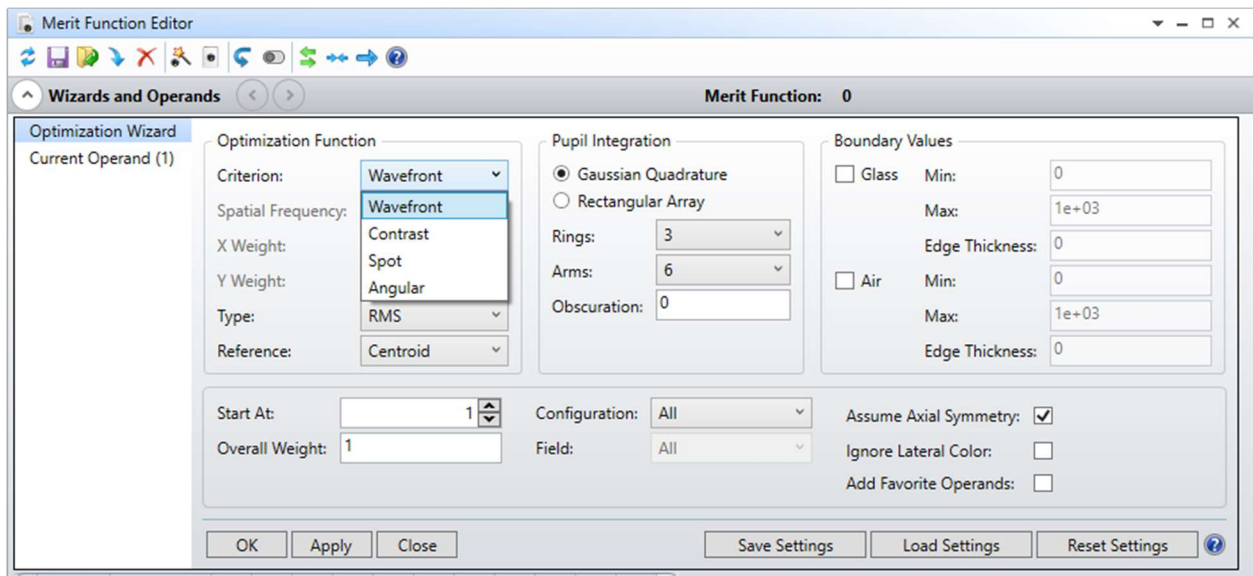 Merit Function Editor
Wizards and Operands
Merit Function: 0
Optimization Wizard
Current Operand (1)
Optimization Function
Criterion: Wavefront
Wavefront
Contrast
Spot
Angular
Spatial Frequency:
X Weight:
Y Weight:
Type: RMS
Reference: Centroid
Pupil Integration
Gaussian Quadrature
Rectangular Array
Rings: 3
Arms: 6
Obscuration: 0
Boundary Values
Glass Min: 0
Max: 1e+03
Edge Thickness: 0
Air Min: 0
Max: 1e+03
Edge Thickness: 0
Start At: 1
Overall Weight: 1
Configuration: All
Field: All
Assume Axial Symmetry:
Ignore Lateral Color:
Add Favorite Operands:
OK Apply Close Save Settings Load Settings Reset Settings